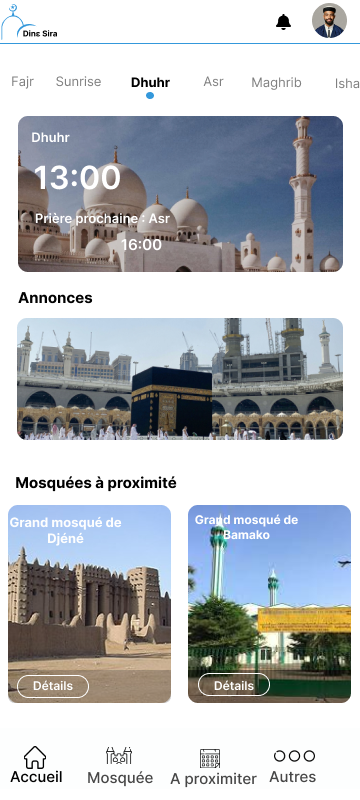 Dinɛ Sira
Fajr Sunrise Dhuhr Asr Maghrib Isha
Dhuhr
13:00
Prière prochaine : Asr
16:00
Annonces
Mosquées à proximité
Grand mosqué de
Djéné
Détails
Grand mosqué de
Bamako
Détails
Accueil Mosquée A proximiter Autres